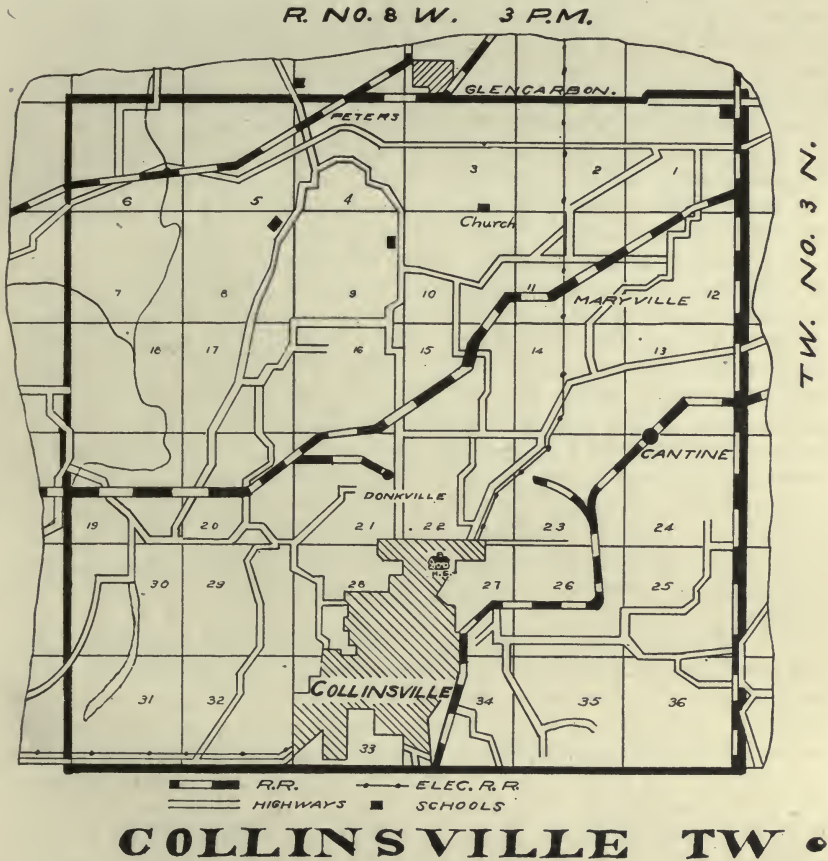 R. NO. 8 W. 3 P.M.
TW. NO. 3 N.
GLENCARBON.
PETERS
3 2 1
6 5 4
Church
7 8 9 10 11 12
MARYVILLE
18 17 16 15 14 13
CANTINE
DONKVILLE
19 20 21 22 23 24
H.S.
30 29 28 27 26 25
COLLINSVILLE
31 32 34 35 36
33
R.R. ELEC. R.R.
HIGHWAYS SCHOOLS
COLLINSVILLE TW.